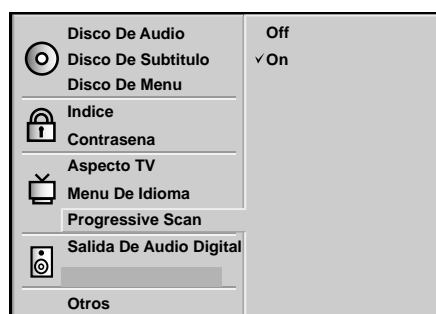 Disco De Audio
Disco De Subtitulo
Disco De Menu
Indice
Contrasena
Aspecto TV
Menu De Idioma
Progressive Scan
Salida De Audio Digital
Otros
Off
✓On